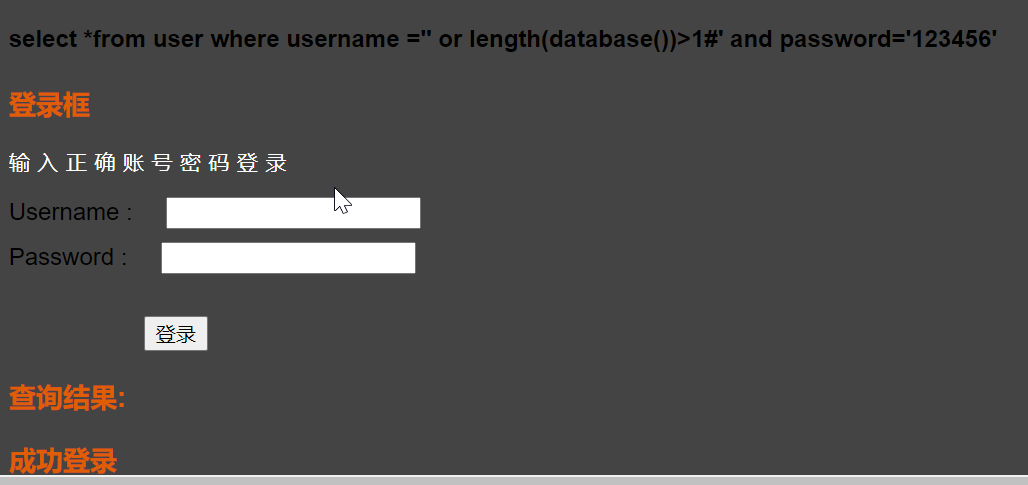 select *from user where username ='' or length(database())>1#' and password='123456'
登录框
输 入 正 确 账 号 密 码 登 录
Username :
Password :
登录
查询结果:
成功登录